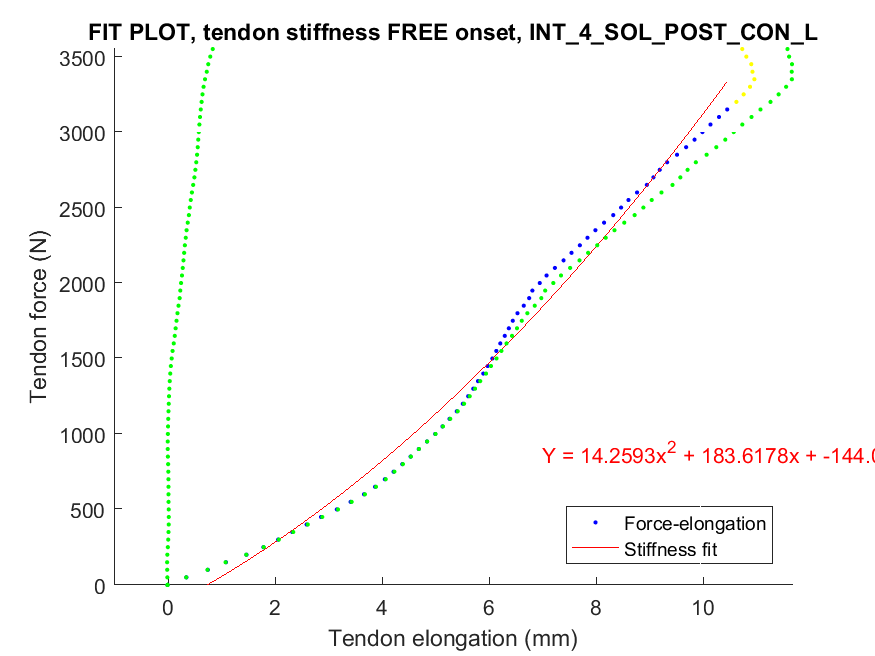 FIT PLOT, tendon stiffness FREE onset, INT_4_SOL_POST_CON_L
3500
3000
2500
2000
1500
1000
500
0
Tendon force (N)
Y = 14.2593x² + 183.6178x + -144.0
Force-elongation
Stiffness fit
0 2 4 6 8 10
Tendon elongation (mm)